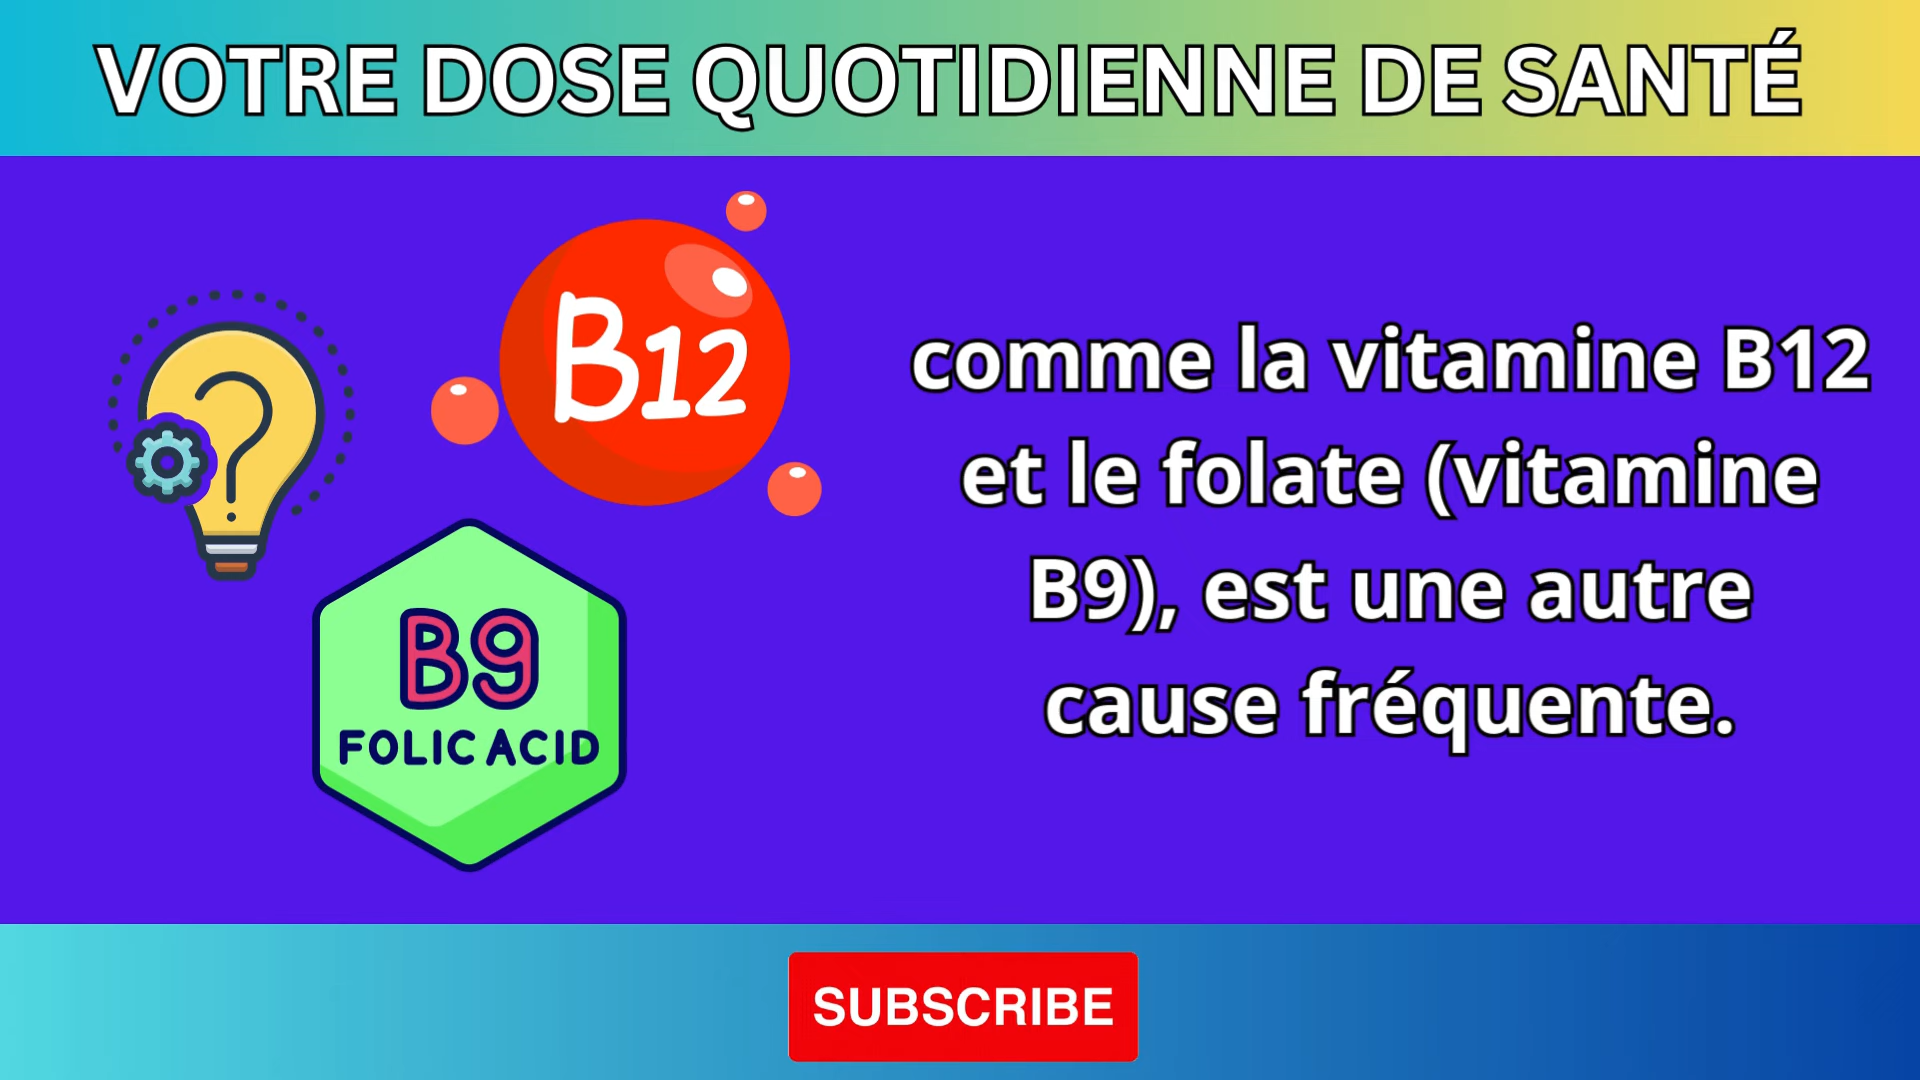 VOTRE DOSE QUOTIDIENNE DE SANTÉ
B12
comme la vitamine B12
et le folate (vitamine
B9), est une autre
cause fréquente.
B9
FOLIC ACID
SUBSCRIBE